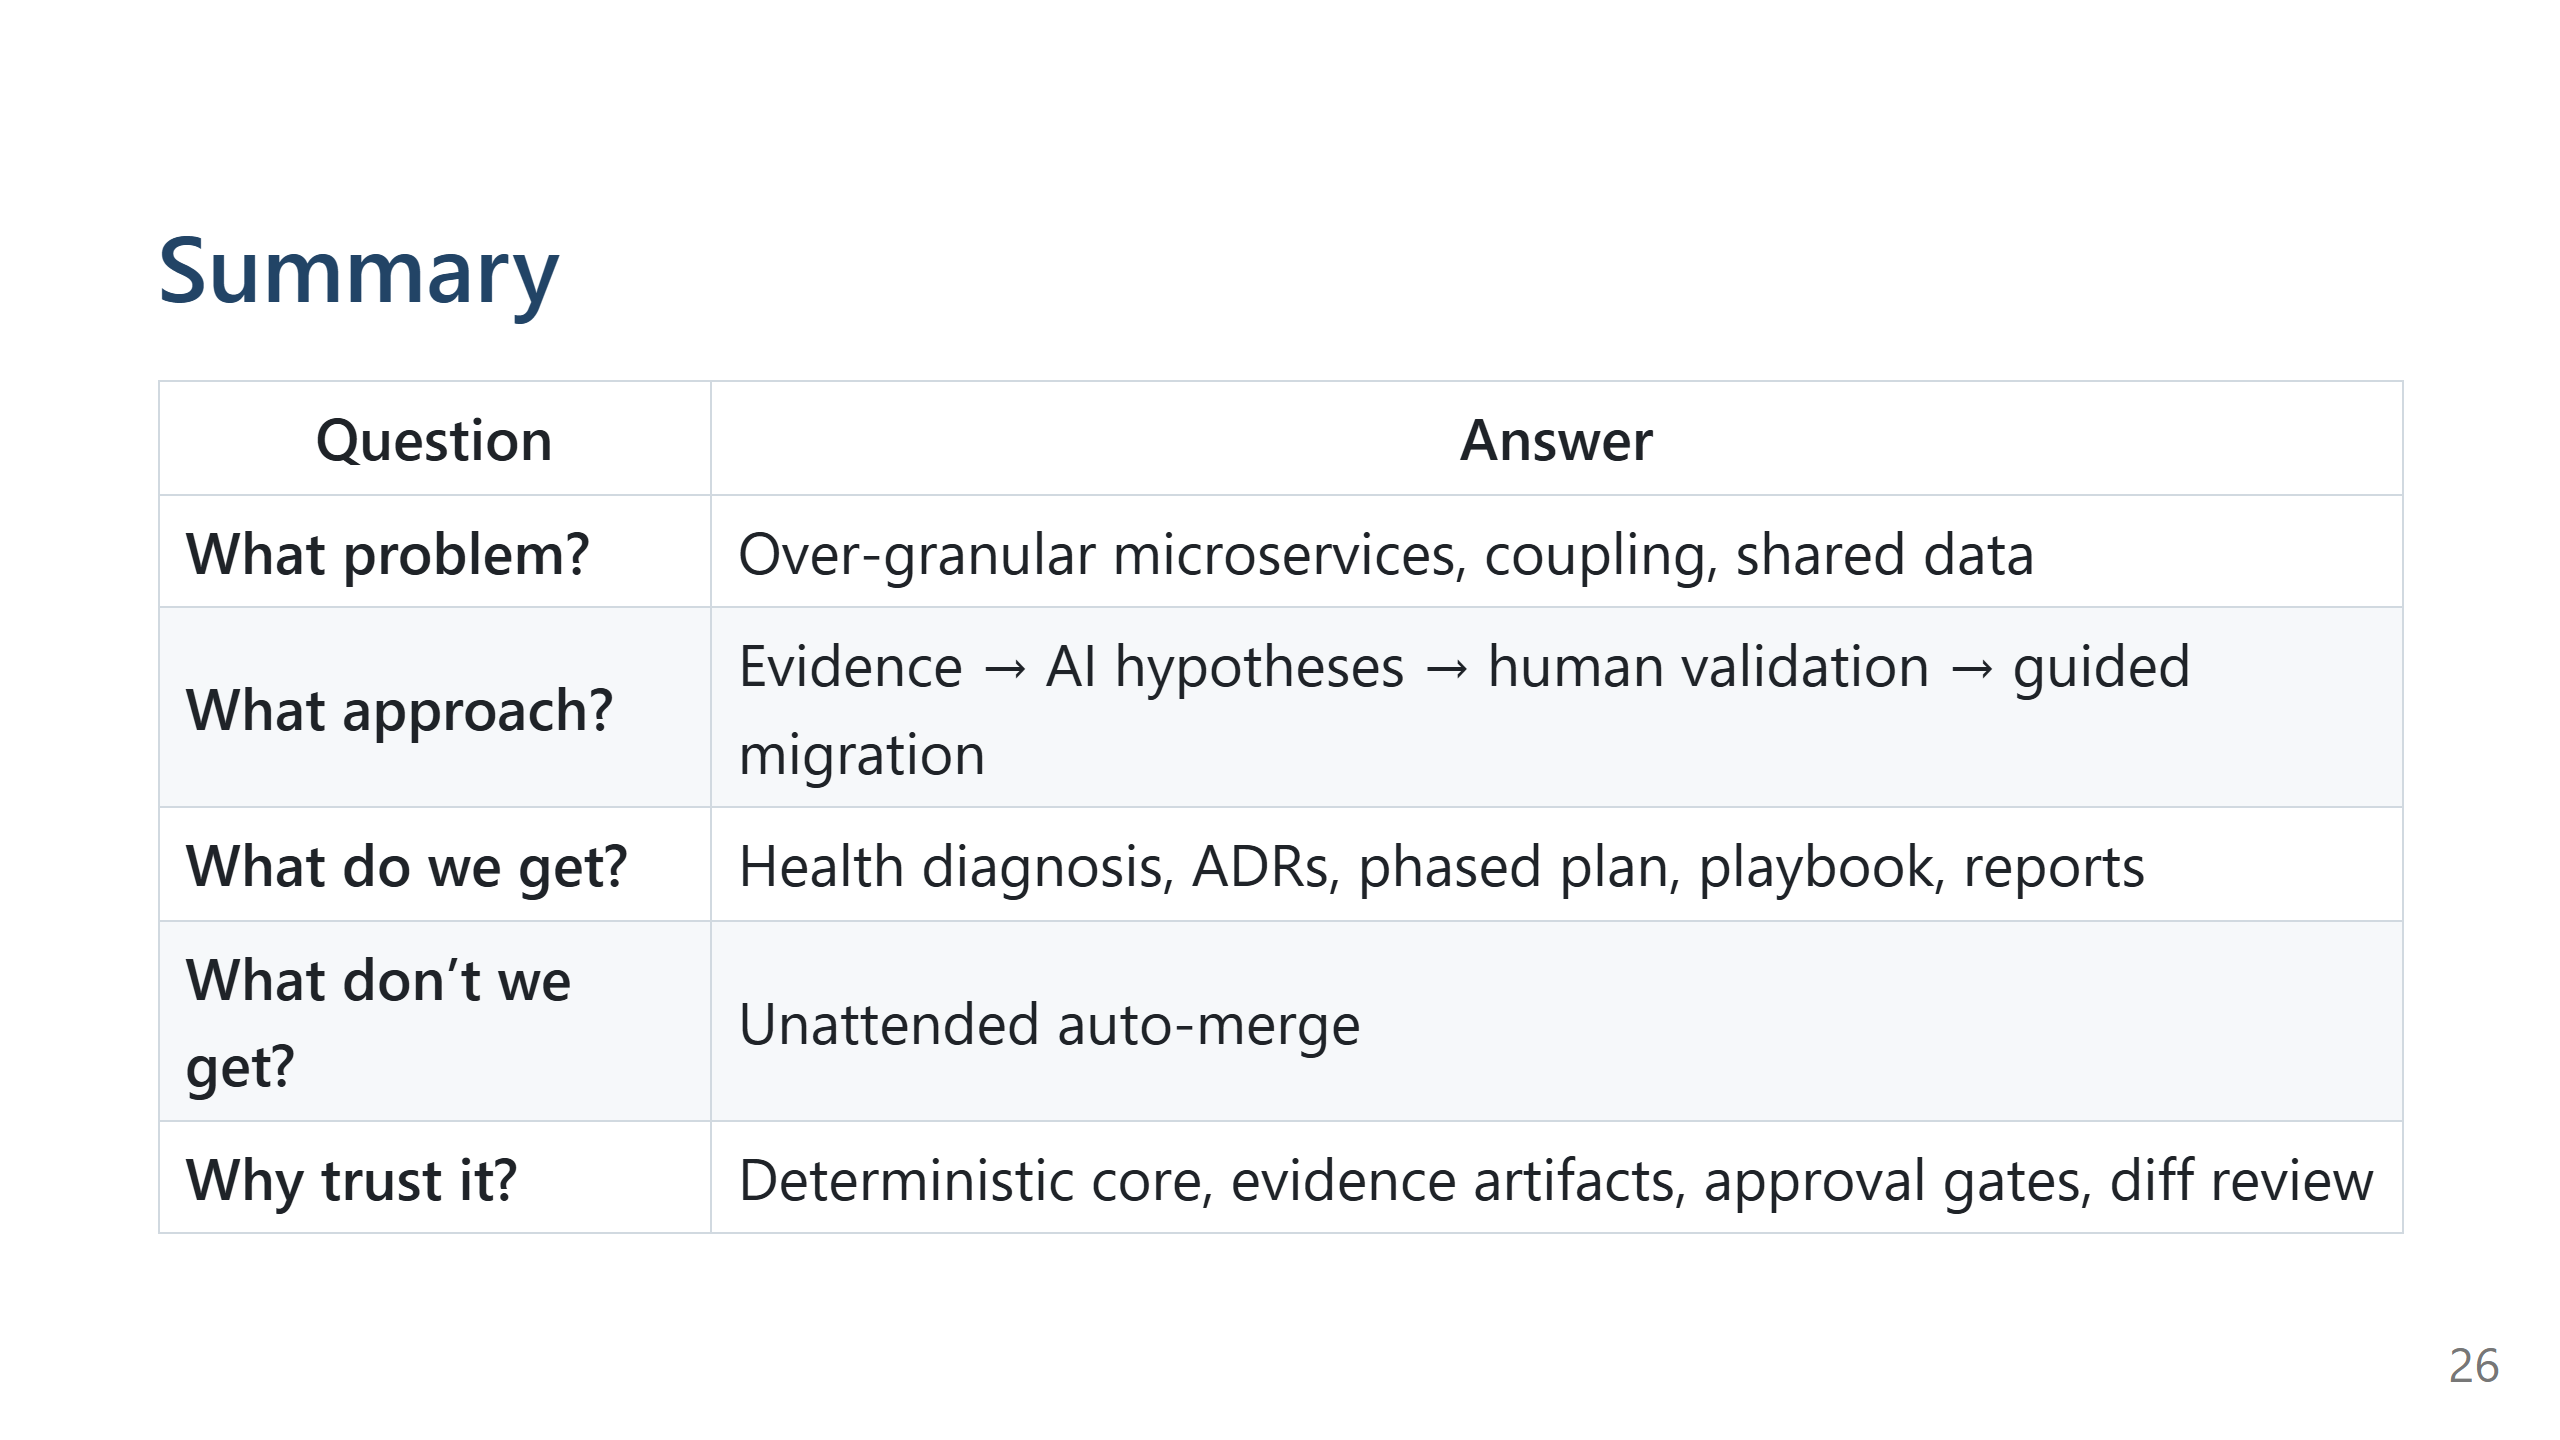 Summary
Question
Answer
What problem?
Over-granular microservices, coupling, shared data
What approach?
Evidence → AI hypotheses → human validation → guided
migration
What do we get?
Health diagnosis, ADRs, phased plan, playbook, reports
What don’t we
get?
Unattended auto-merge
Why trust it?
Deterministic core, evidence artifacts, approval gates, diff review
26